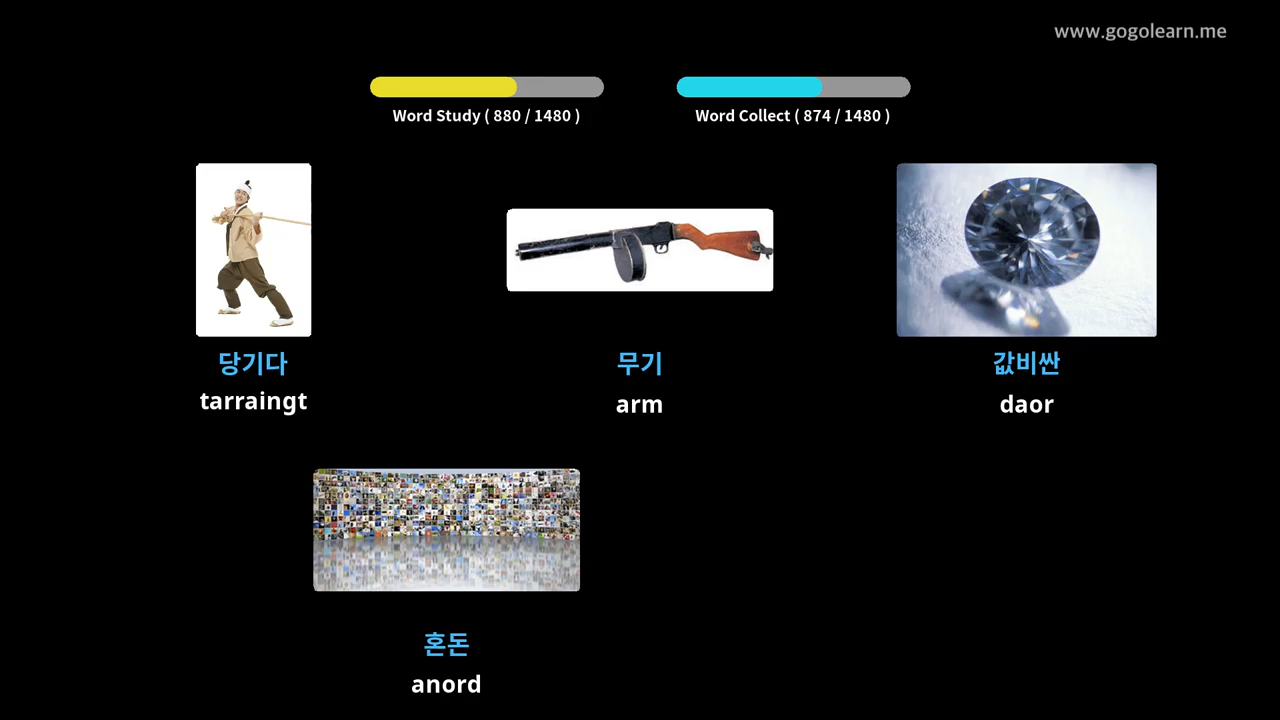 www.gogolearn.me
Word Study ( 880 / 1480 )
Word Collect ( 874 / 1480 )
당기다
tarraingt
무기
arm
값비싼
daor
혼돈
anord